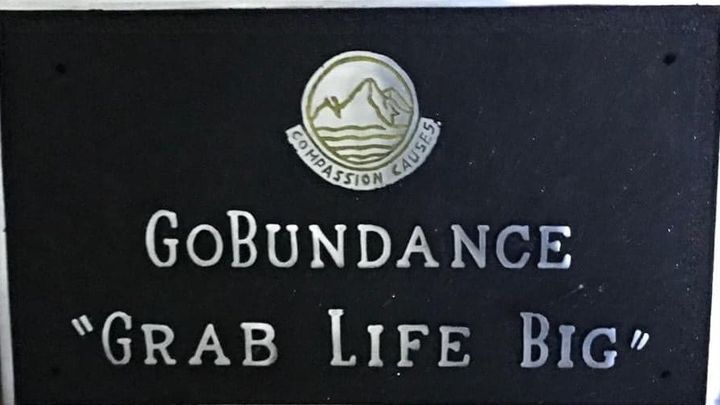 COMPASSION CAUSES
GOBUNDANCE
"GRAB LIFE BIG"